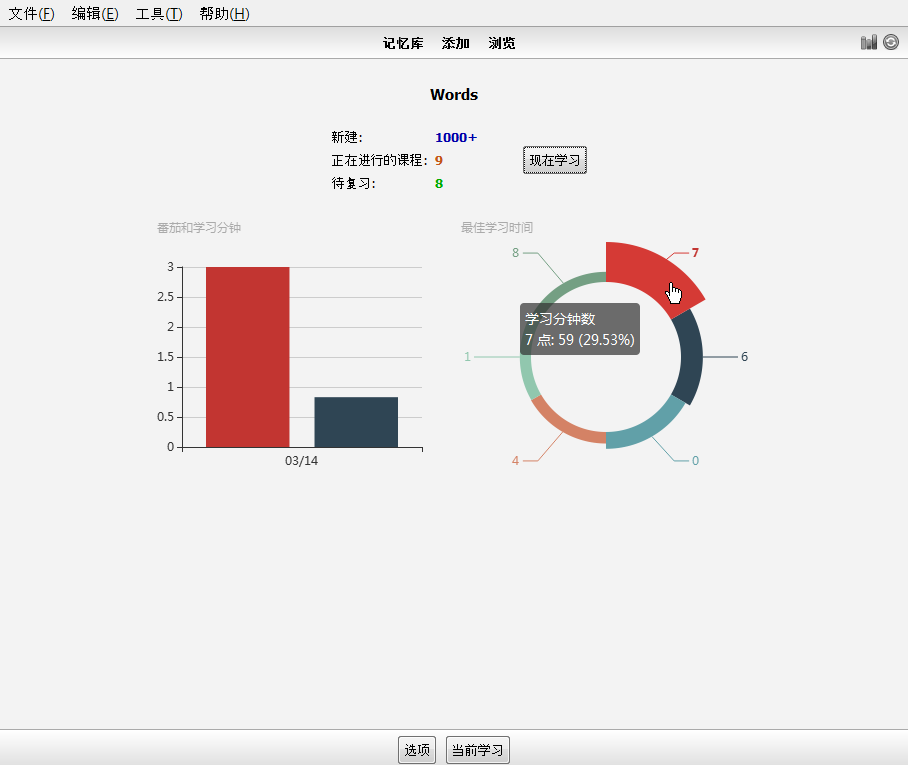 文件(F) 编辑(E) 工具(T) 帮助(H)
记忆库 添加 浏览
Words
新建: 1000+
正在进行的课程: 9
待复习: 8
现在学习
番茄和学习分钟
3
2.5
2
1.5
1
0.5
0
03/14
最佳学习时间
8
7
学习分钟数
7 点: 59 (29.53%)
1
6
4
0
选项 当前学习